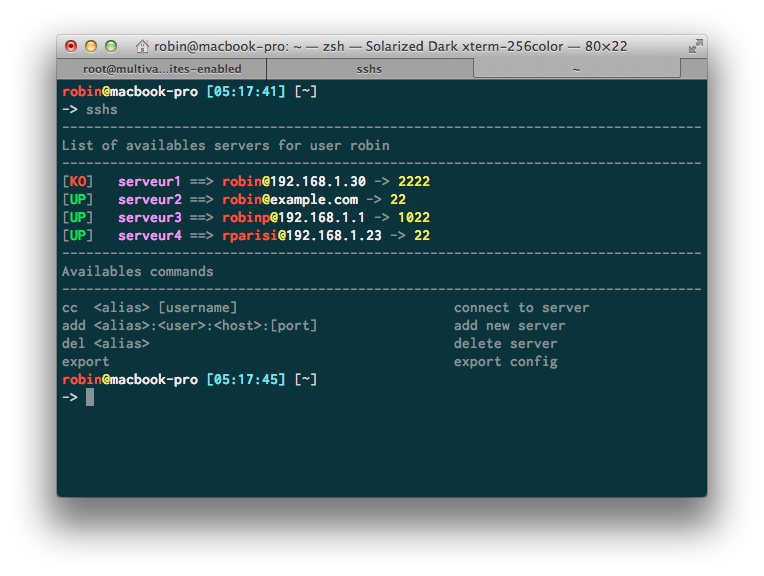 robin@macbook-pro: ~ — zsh — Solarized Dark xterm-256color — 80×22
root@multiva...ites-enabled sshs ~
robin@macbook-pro [05:17:41] [~]
-> sshs
--------------------------------------------------------------------------------
List of availables servers for user robin
--------------------------------------------------------------------------------
[KO] serveur1 ==> robin@192.168.1.30 -> 2222
[UP] serveur2 ==> robin@example.com -> 22
[UP] serveur3 ==> robinp@192.168.1.1 -> 1022
[UP] serveur4 ==> rparisi@192.168.1.23 -> 22
--------------------------------------------------------------------------------
Availables commands
--------------------------------------------------------------------------------
cc <alias> [username] connect to server
add <alias>:<user>:<host>:[port] add new server
del <alias> delete server
export export config
robin@macbook-pro [05:17:45] [~]
->